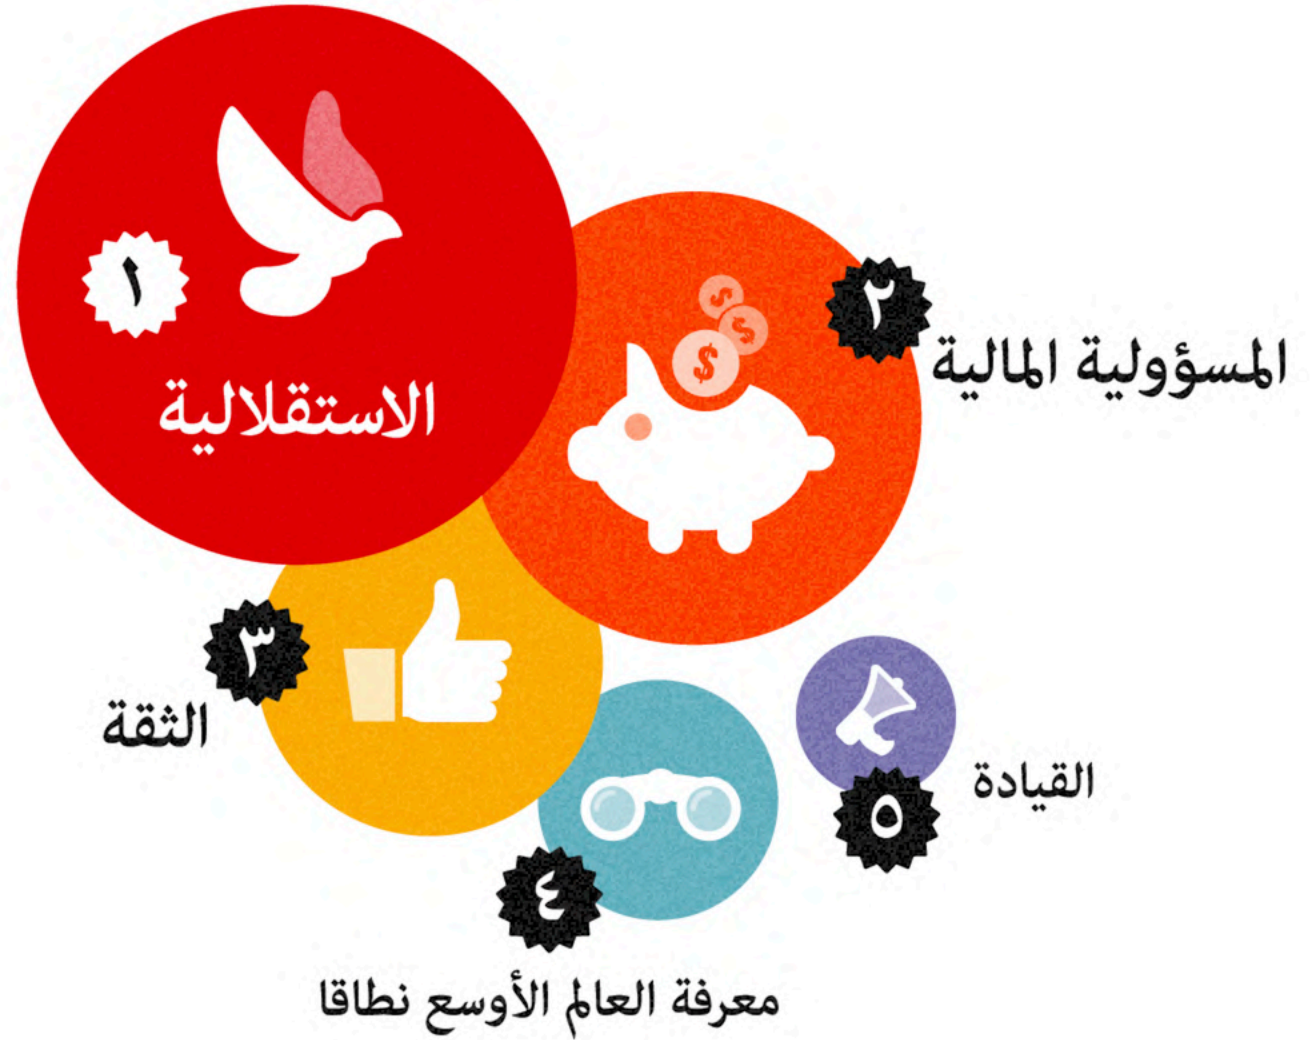 ١
الاستقلالية
٢
المسؤولية المالية
$
$
$
٣
الثقة
٤
معرفة العالم الأوسع نطاقا
٥
القيادة